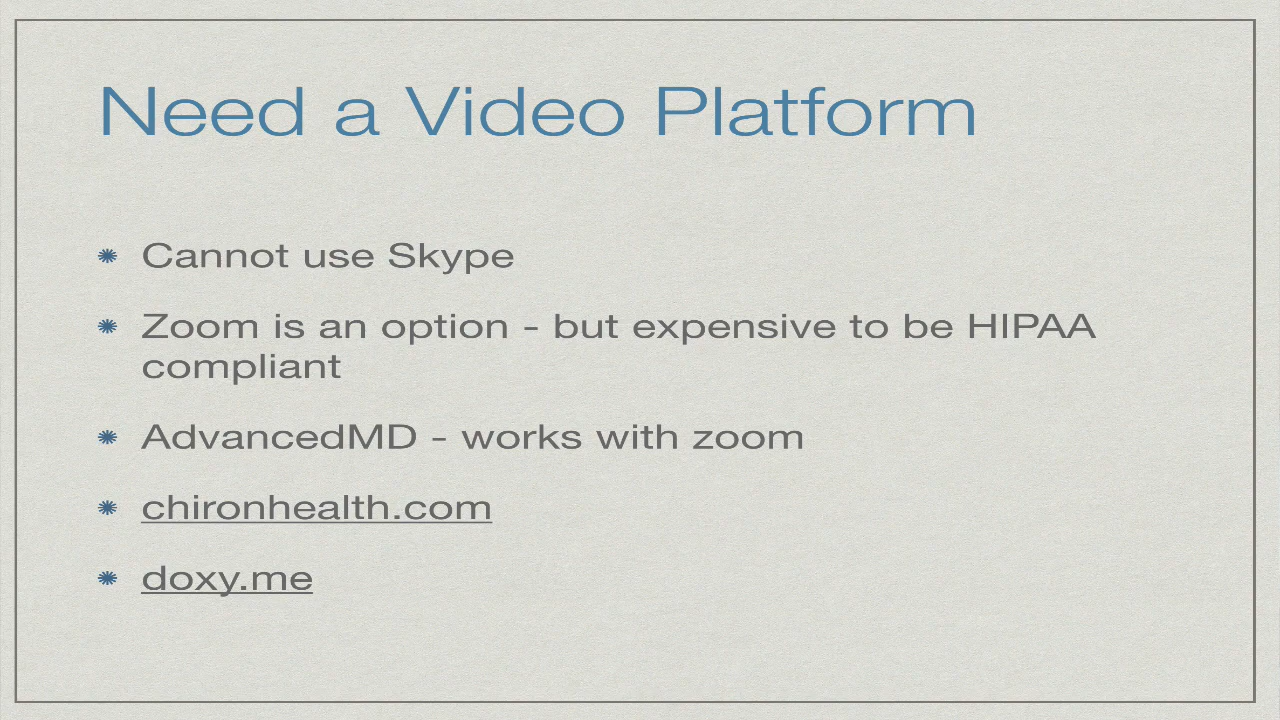 Need a Video Platform
Cannot use Skype
Zoom is an option - but expensive to be HIPAA
compliant
AdvancedMD - works with zoom
chironhealth.com
doxy.me